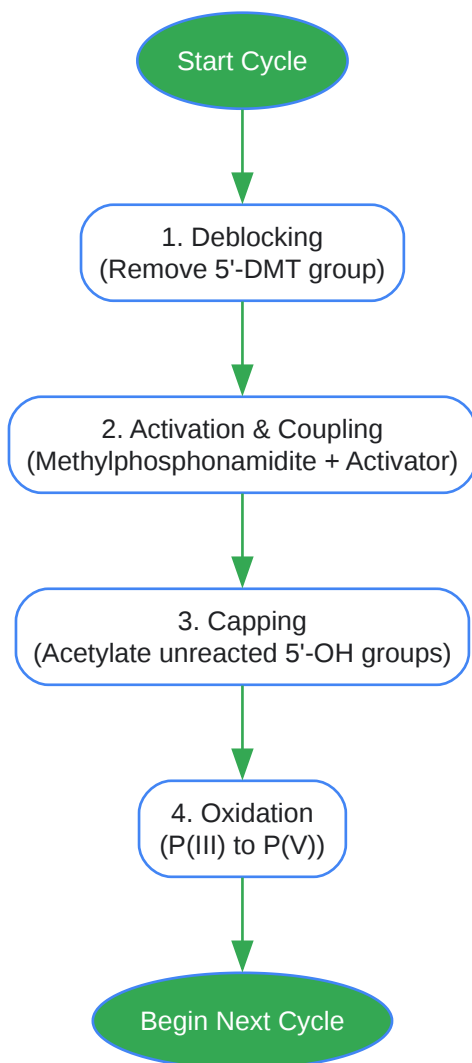 Start Cycle
1. Deblocking
(Remove 5'-DMT group)
2. Activation & Coupling
(Methylphosphonamidite + Activator)
3. Capping
(Acetylate unreacted 5'-OH groups)
4. Oxidation
(P(III) to P(V))
Begin Next Cycle